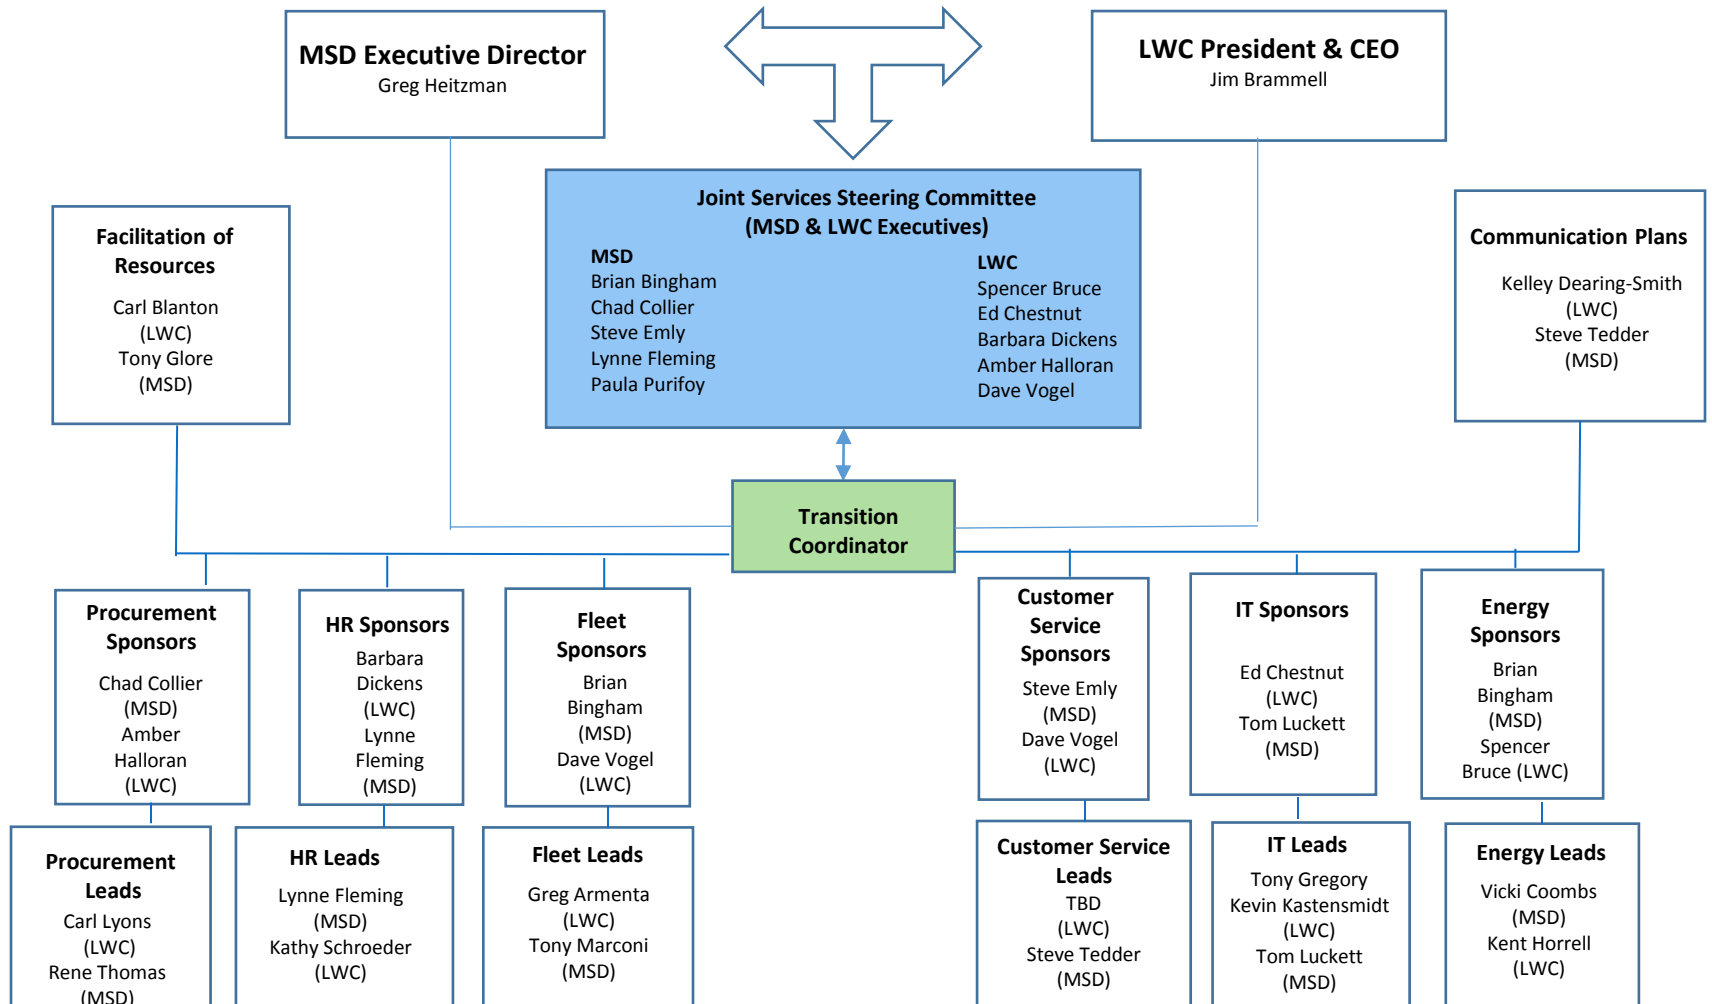 MSD Executive Director
Greg Heitzman
LWC President & CEO
Jim Brammell
Joint Services Steering Committee
(MSD & LWC Executives)
MSD
Brian Bingham
Chad Collier
Steve Emly
Lynne Fleming
Paula Purifoy
LWC
Spencer Bruce
Ed Chestnut
Barbara Dickens
Amber Halloran
Dave Vogel
Facilitation of
Resources
Carl Blanton
(LWC)
Tony Glore
(MSD)
Communication Plans
Kelley Dearing-Smith
(LWC)
Steve Tedder
(MSD)
Transition
Coordinator
Procurement
Sponsors
Chad Collier
(MSD)
Amber
Halloran
(LWC)
HR Sponsors
Barbara
Dickens
(LWC)
Lynne
Fleming
(MSD)
Fleet
Sponsors
Brian
Bingham
(MSD)
Dave Vogel
(LWC)
Customer
Service
Sponsors
Steve Emly
(MSD)
Dave Vogel
(LWC)
IT Sponsors
Ed Chestnut
(LWC)
Tom Luckett
(MSD)
Energy
Sponsors
Brian
Bingham
(MSD)
Spencer
Bruce (LWC)
Procurement
Leads
Carl Lyons
(LWC)
Rene Thomas
(MSD)
HR Leads
Lynne Fleming
(MSD)
Kathy Schroeder
(LWC)
Fleet Leads
Greg Armenta
(LWC)
Tony Marconi
(MSD)
Customer Service
Leads
TBD
(LWC)
Steve Tedder
(MSD)
IT Leads
Tony Gregory
Kevin Kastensmidt
(LWC)
Tom Luckett
(MSD)
Energy Leads
Vicki Coombs
(MSD)
Kent Horrell
(LWC)